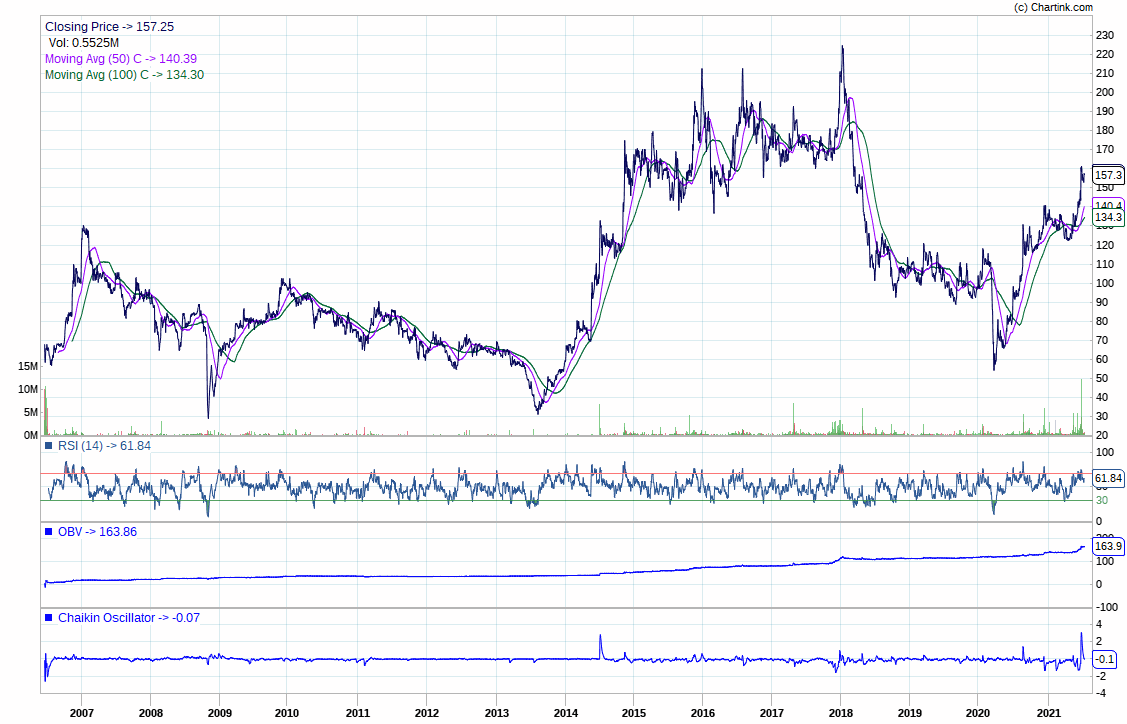 (c) Chartink.com
Closing Price -> 157.25
Vol: 0.5525M
Moving Avg (50) C -> 140.39
Moving Avg (100) C -> 134.30
230
220
210
200
190
180
170
157.3
150
140.4
134.3
120
110
100
90
80
70
60
50
40
30
20
15M
10M
5M
0M
RSI (14) -> 61.84
100
61.84
30
0
OBV -> 163.86
163.9
100
0
-100
Chaikin Oscillator -> -0.07
4
2
-0.1
-2
-4
2007 2008 2009 2010 2011 2012 2013 2014 2015 2016 2017 2018 2019 2020 2021